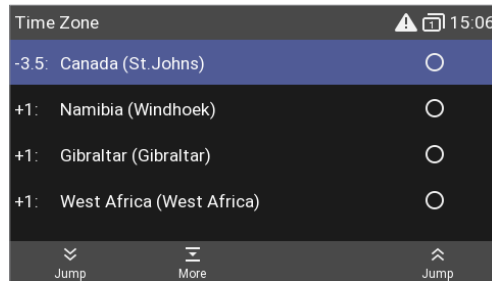 Time Zone 1 15:06
-3.5: Canada (St.Johns)
+1: Namibia (Windhoek)
+1: Gibraltar (Gibraltar)
+1: West Africa (West Africa)
Jump More Jump